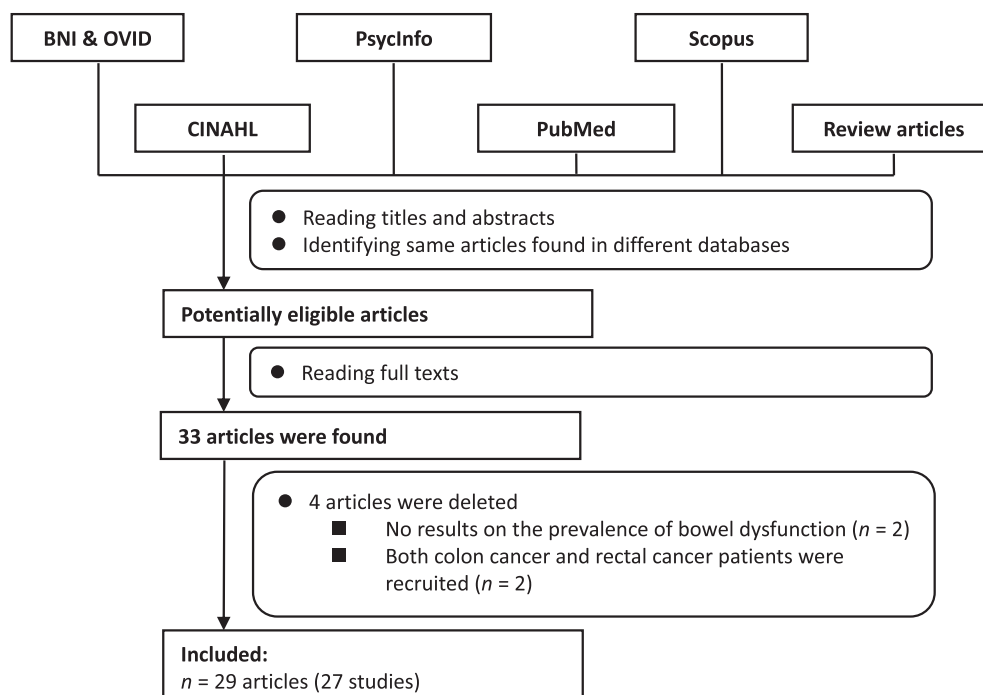 BNI & OVID
PsycInfo
Scopus
CINAHL
PubMed
Review articles
● Reading titles and abstracts
● Identifying same articles found in different databases
Potentially eligible articles
● Reading full texts
33 articles were found
● 4 articles were deleted
■ No results on the prevalence of bowel dysfunction (n = 2)
■ Both colon cancer and rectal cancer patients were
recruited (n = 2)
Included:
n = 29 articles (27 studies)